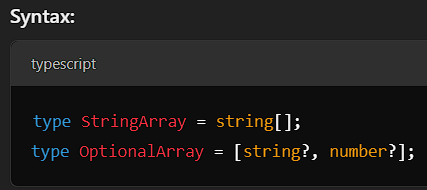 Syntax:
typescript
type StringArray = string[];
type OptionalArray = [string?, number?];